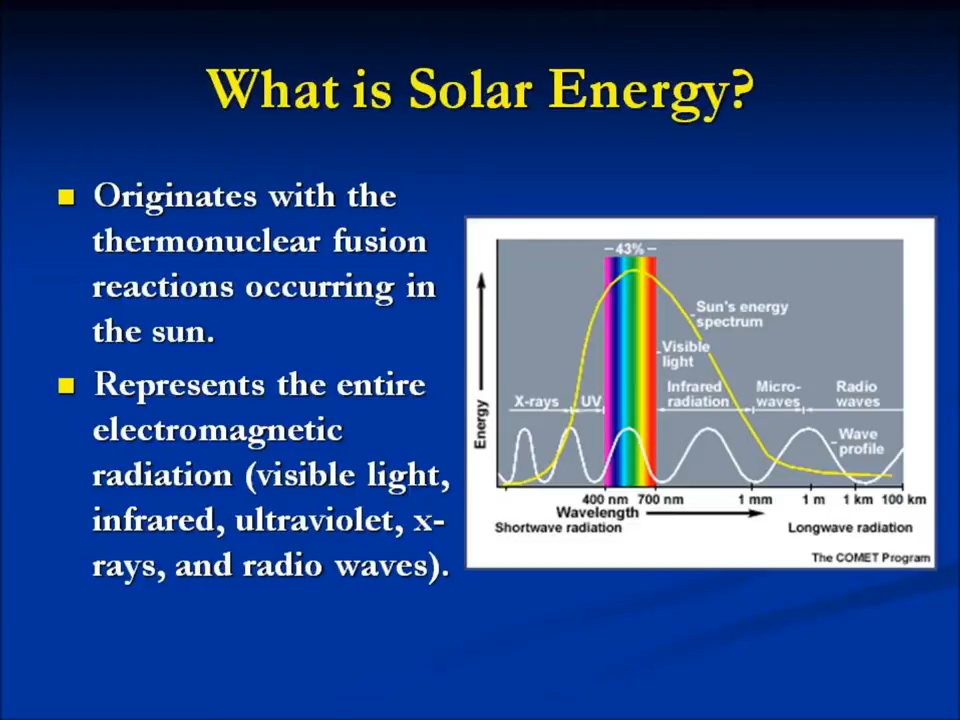 What is Solar Energy?
Originates with the
thermonuclear fusion
reactions occurring in
the sun.
Represents the entire
electromagnetic
radiation (visible light,
infrared, ultraviolet, x-
rays, and radio waves).
43%
Sun's energy
spectrum
Visible
light
X-rays
UV
Infrared
radiation
Micro-
waves
Radio
waves
Wave
profile
Energy
400 nm 700 nm 1 mm 1 m 1 km 100 km
Wavelength
Shortwave radiation Longwave radiation
The COMET Program